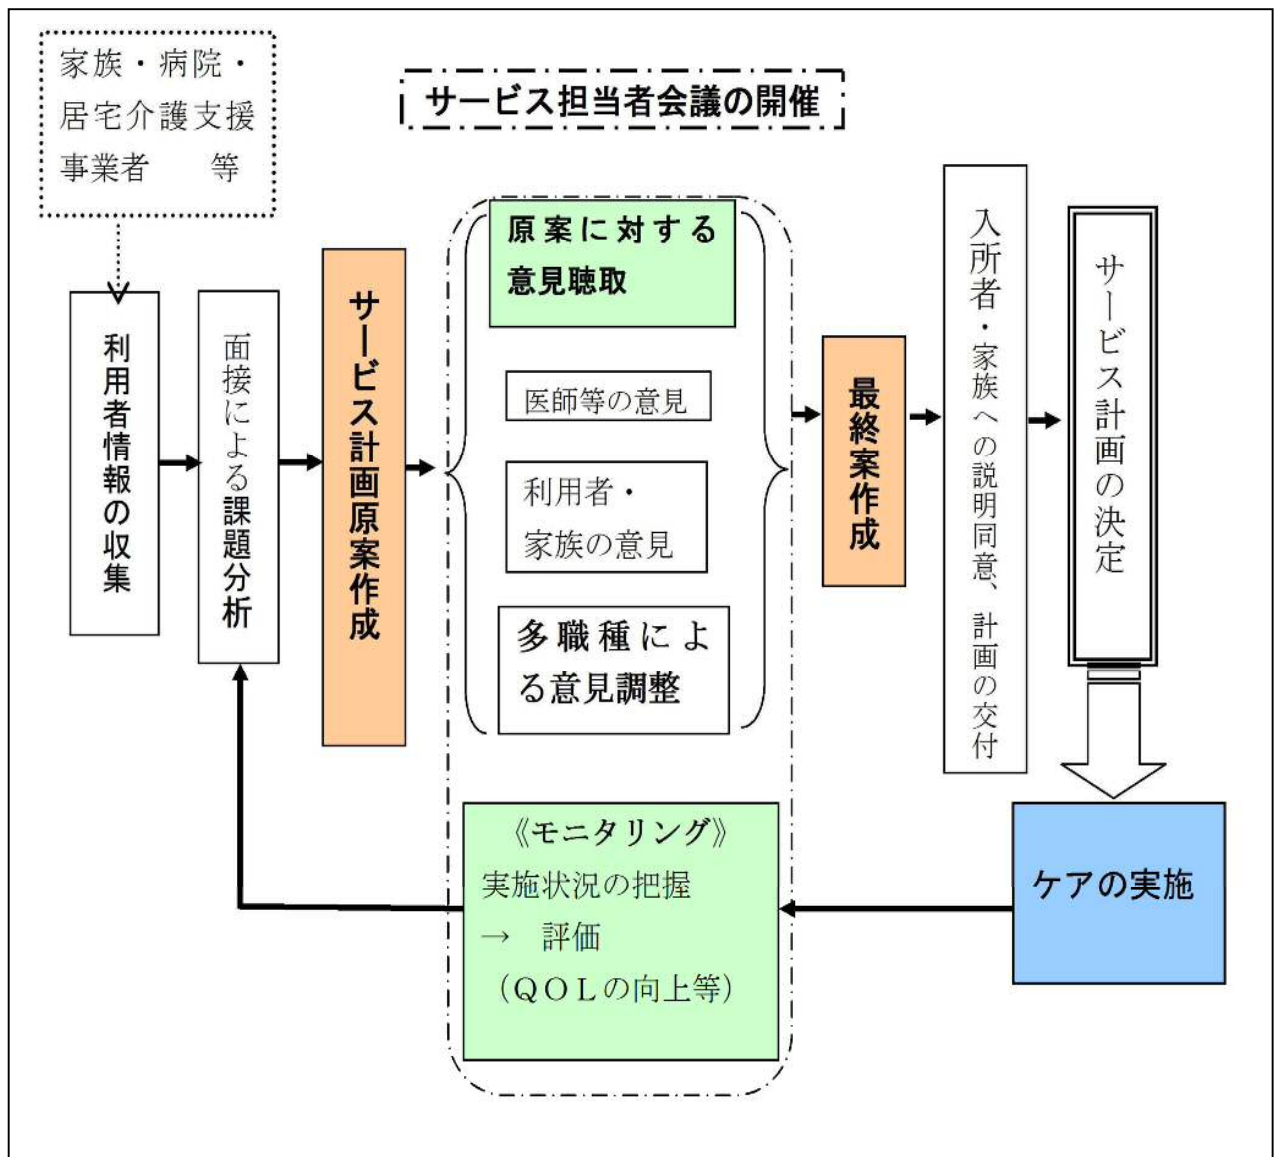 家族・病院・
居宅介護支援
事業者　等
サービス担当者会議の開催
利用者情報の収集
面接による課題分析
サービス計画原案作成
原案に対する
意見聴取
医師等の意見
利用者・
家族の意見
多職種によ
る意見調整
最終案作成
入所者・家族への説明同意、計画の交付
サービス計画の決定
《モニタリング》
実施状況の把握
→　評価
（ＱＯＬの向上等）
ケアの実施